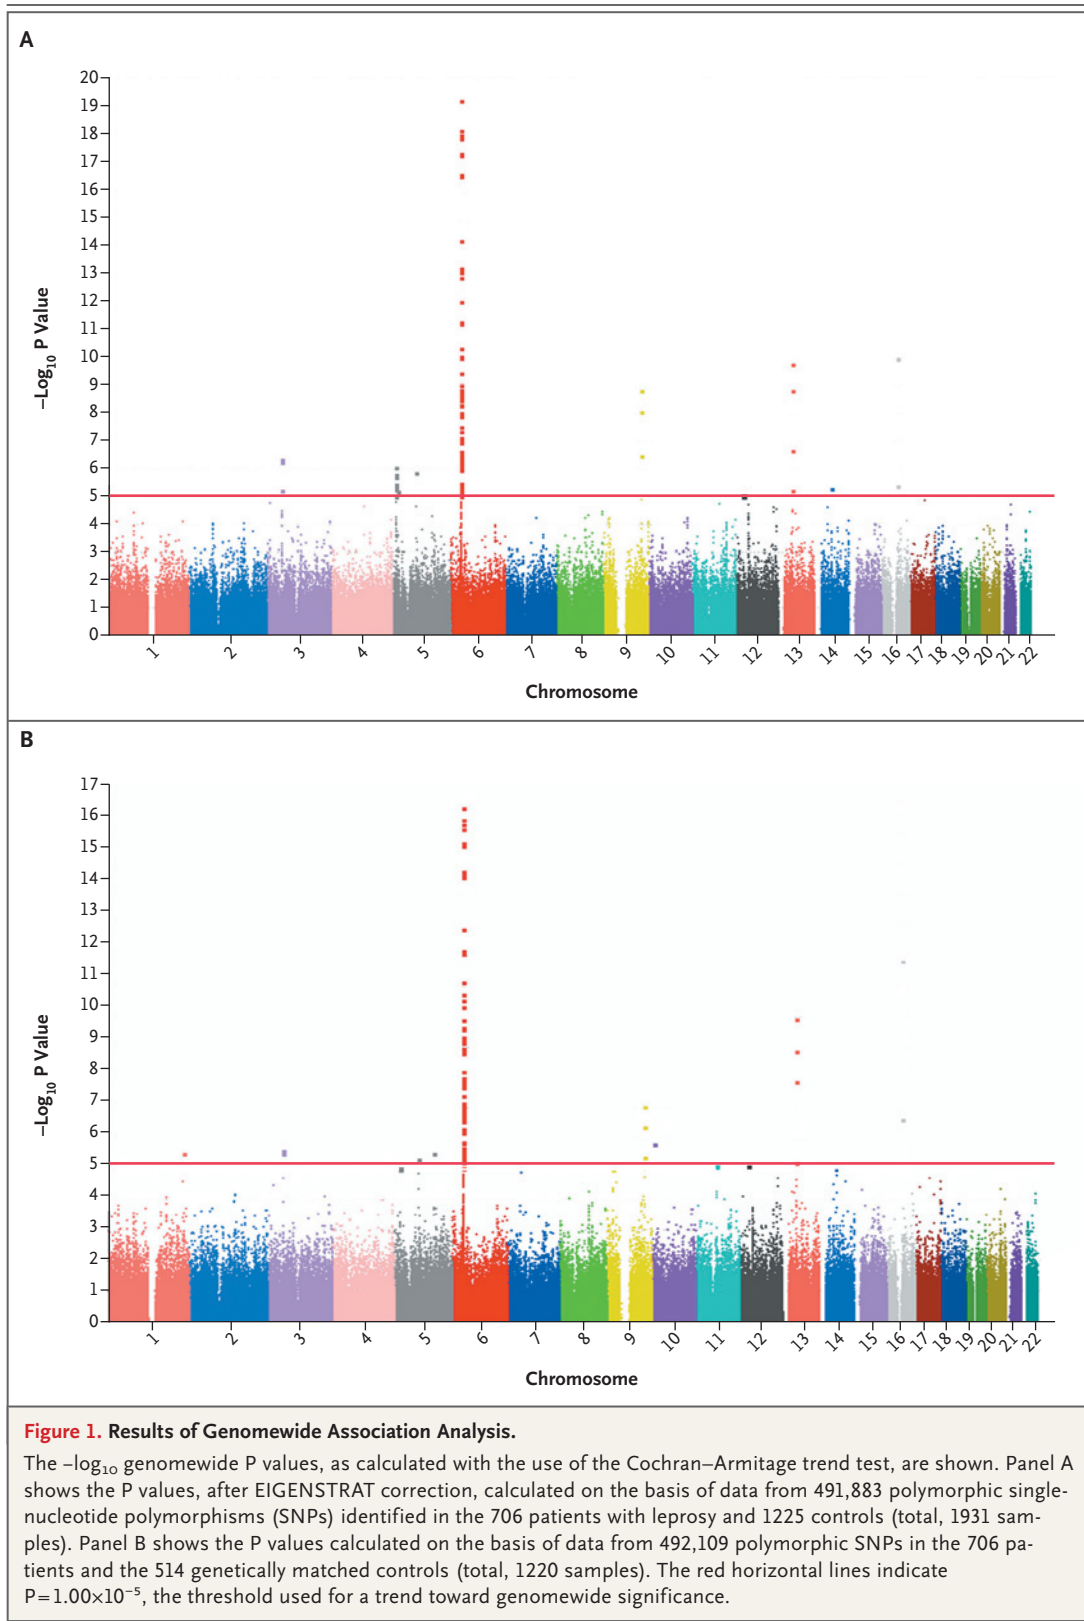 A
20
19
18
17
16
15
14
13
12
11
10
9
8
7
6
5
4
3
2
1
0
–Log10 P Value
1 2 3 4 5 6 7 8 9 10 11 12 13 14 15 16 17 18 19 20 21 22
Chromosome
B
17
16
15
14
13
12
11
10
9
8
7
6
5
4
3
2
1
0
–Log10 P Value
1 2 3 4 5 6 7 8 9 10 11 12 13 14 15 16 17 18 19 20 21 22
Chromosome
Figure 1. Results of Genomewide Association Analysis.
The –log10 genomewide P values, as calculated with the use of the Cochran–Armitage trend test, are shown. Panel A
shows the P values, after EIGENSTRAT correction, calculated on the basis of data from 491,883 polymorphic single-
nucleotide polymorphisms (SNPs) identified in the 706 patients with leprosy and 1225 controls (total, 1931 sam-
ples). Panel B shows the P values calculated on the basis of data from 492,109 polymorphic SNPs in the 706 pa-
tients and the 514 genetically matched controls (total, 1220 samples). The red horizontal lines indicate
P=1.00×10⁻⁵, the threshold used for a trend toward genomewide significance.